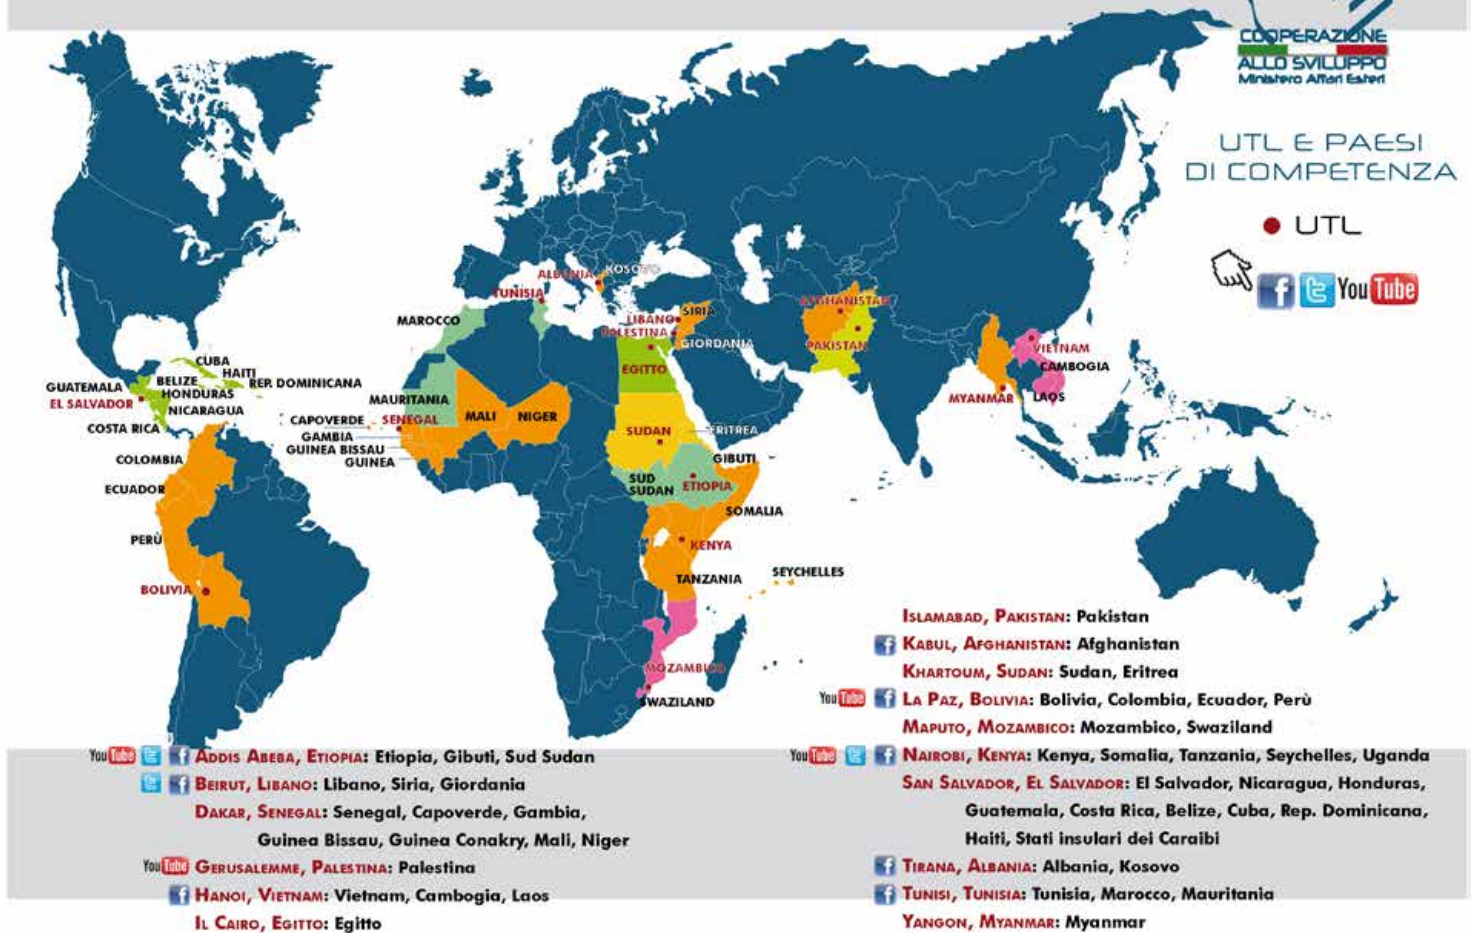 COOPERAZIONE
ALLO SVILUPPO
Ministero Affari Esteri
UTL E PAESI
DI COMPETENZA
UTL
f t YouTube
ALBANIA
KOSOVO
TUNISIA
MAROCCO
LIBANO
SIRIA
PALESTINA
GIORDANIA
EGITTO
AFGHANISTAN
PAKISTAN
VIETNAM
CAMBOGIA
LAOS
MYANMAR
CUBA
HAITI
REP. DOMINICANA
GUATEMALA
BELIZE
HONDURAS
EL SALVADOR
NICARAGUA
COSTA RICA
MAURITANIA
CAPOVERDE
SENEGAL
MALI
NIGER
GAMBIA
GUINEA BISSAU
GUINEA
SUDAN
ERITREA
GIBUTI
SUD
SUDAN
ETIOPIA
SOMALIA
COLOMBIA
ECUADOR
PERÙ
BOLIVIA
KENYA
TANZANIA
SEYCHELLES
MOZAMBICO
SWAZILAND
YouTube t f ADDIS ABEBA, ETIOPIA: Etiopia, Gibuti, Sud Sudan
t f BEIRUT, LIBANO: Libano, Siria, Giordania
DAKAR, SENEGAL: Senegal, Capoverde, Gambia,
Guinea Bissau, Guinea Conakry, Mali, Niger
YouTube GERUSALEMME, PALESTINA: Palestina
f HANOI, VIETNAM: Vietnam, Cambogia, Laos
IL CAIRO, EGITTO: Egitto
ISLAMABAD, PAKISTAN: Pakistan
f KABUL, AFGHANISTAN: Afghanistan
KHARTOUM, SUDAN: Sudan, Eritrea
YouTube f LA PAZ, BOLIVIA: Bolivia, Colombia, Ecuador, Perù
MAPUTO, MOZAMBICO: Mozambico, Swaziland
YouTube t f NAIROBI, KENYA: Kenya, Somalia, Tanzania, Seychelles, Uganda
SAN SALVADOR, EL SALVADOR: El Salvador, Nicaragua, Honduras,
Guatemala, Costa Rica, Belize, Cuba, Rep. Dominicana,
Haiti, Stati insulari dei Caraibi
f TIRANA, ALBANIA: Albania, Kosovo
f TUNISI, TUNISIA: Tunisia, Marocco, Mauritania
YANGON, MYANMAR: Myanmar